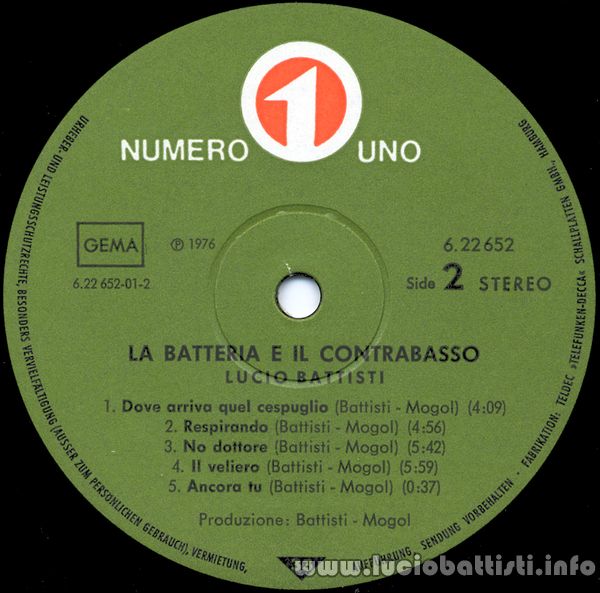 1
NUMERO UNO
GEMA
6.22 652-01-2
℗ 1976
6.22 652
Side 2 STEREO
LA BATTERIA E IL CONTRABASSO
LUCIO BATTISTI
1. Dove arriva quel cespuglio (Battisti - Mogol) (4:09)
2. Respirando (Battisti - Mogol) (4:56)
3. No dottore (Battisti - Mogol) (5:42)
4. Il veliero (Battisti - Mogol) (5:59)
5. Ancora tu (Battisti - Mogol) (0:37)
Produzione: Battisti - Mogol
URHEBER- UND LEISTUNGSSCHUTZRECHTE, BESONDERS VERVIELFÄLTIGUNG (AUSSER ZUM PERSÖNLICHEN GEBRAUCH), VERMIETUNG, AUFFÜHRUNG, SENDUNG VORBEHALTEN · FABRIKATION: TELDEC »TELEFUNKEN-DECCA« SCHALLPLATTEN GMBH., HAMBURG
www.luciobattisti.info